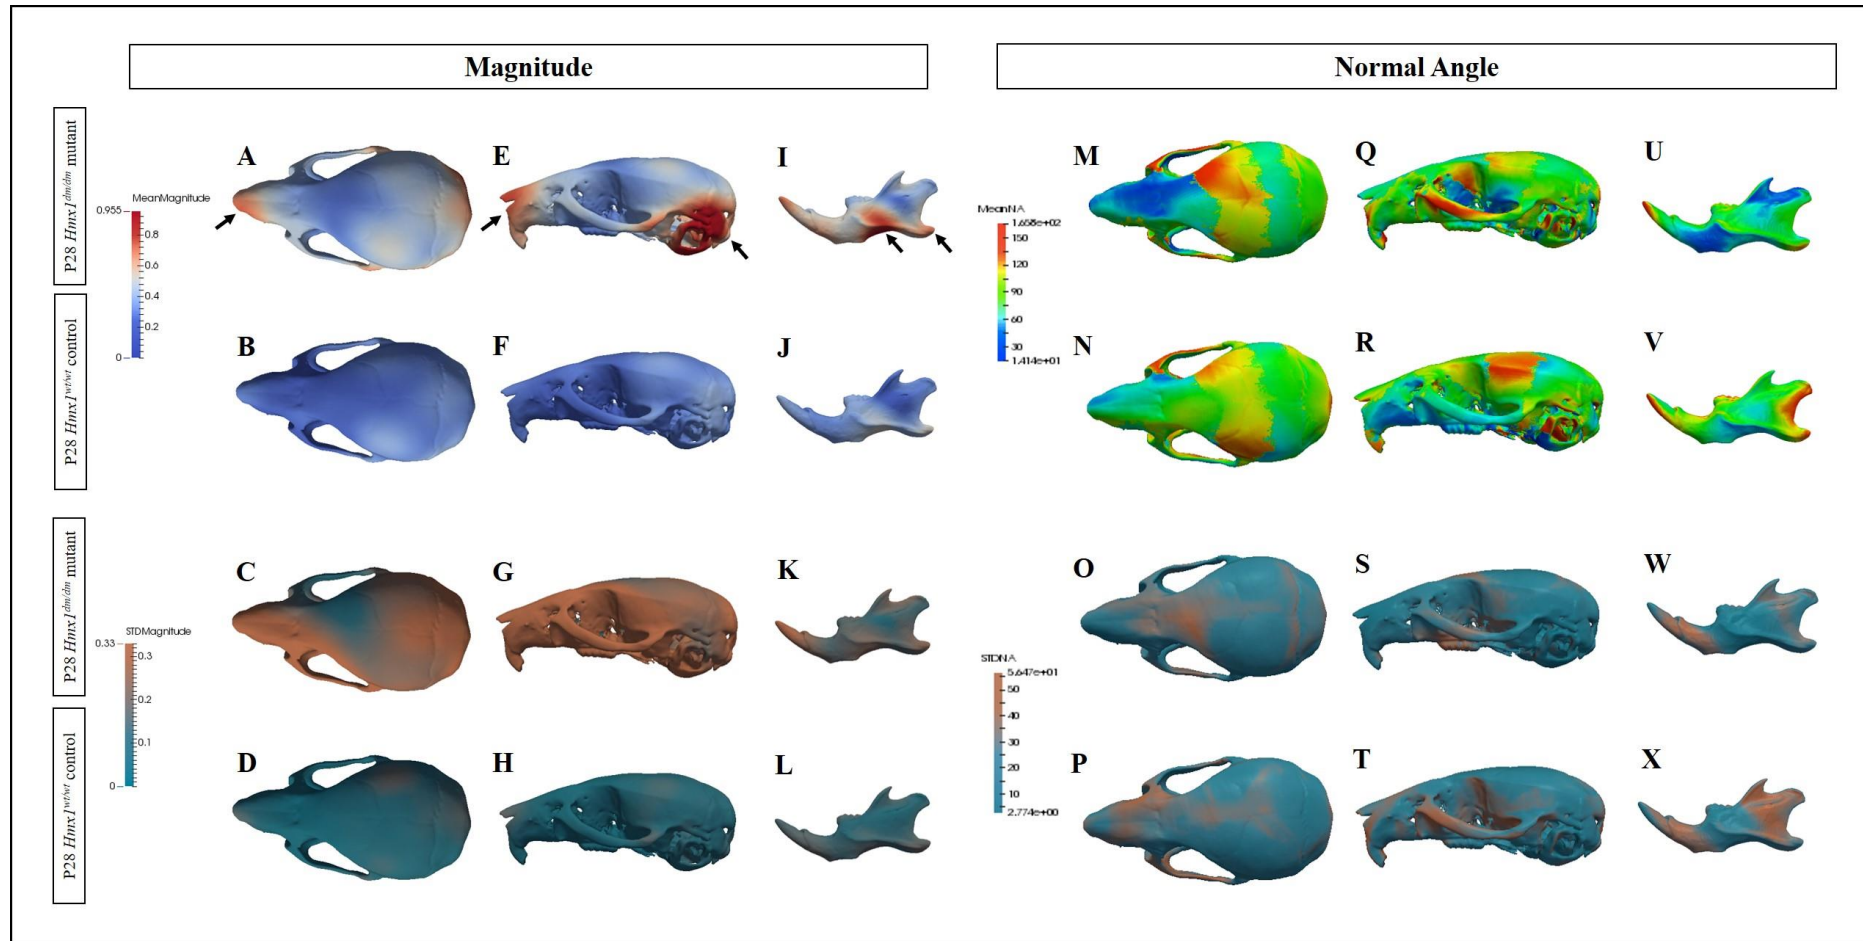 Magnitude
Normal Angle
P28 Hmx1dm/dm mutant
A
E
I
M
Q
U
MeanMagnitude
0.955
0.8
0.6
0.4
0.2
0
MeanNA
1.658e+02
150
120
90
60
30
1.414e+01
P28 Hmx1wt/wt control
B
F
J
N
R
V
P28 Hmx1dm/dm mutant
C
G
K
O
S
W
STDMagnitude
0.33
0.3
0.2
0.1
0
STDNA
5.647e+01
50
40
30
20
10
2.774e+00
P28 Hmx1wt/wt control
D
H
L
P
T
X